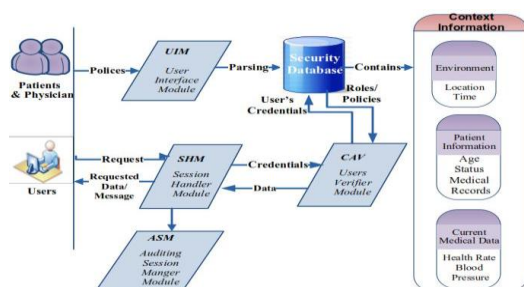 Patients
& Physician
Polices
UIM
User
Interface
Module
Parsing
Security
Database
Contains
User's
Credentials
Roles/
Policies
Users
Request
Requested
Data/
Message
SHM
Session
Handler
Module
Credentials
Data
CAV
Users
Verifier
Module
ASM
Auditing
Session
Manger
Module
Context
Information
Environment
Location
Time
Patient
Information
Age
Status
Medical
Records
Current
Medical Data
Health Rate
Blood
Pressure